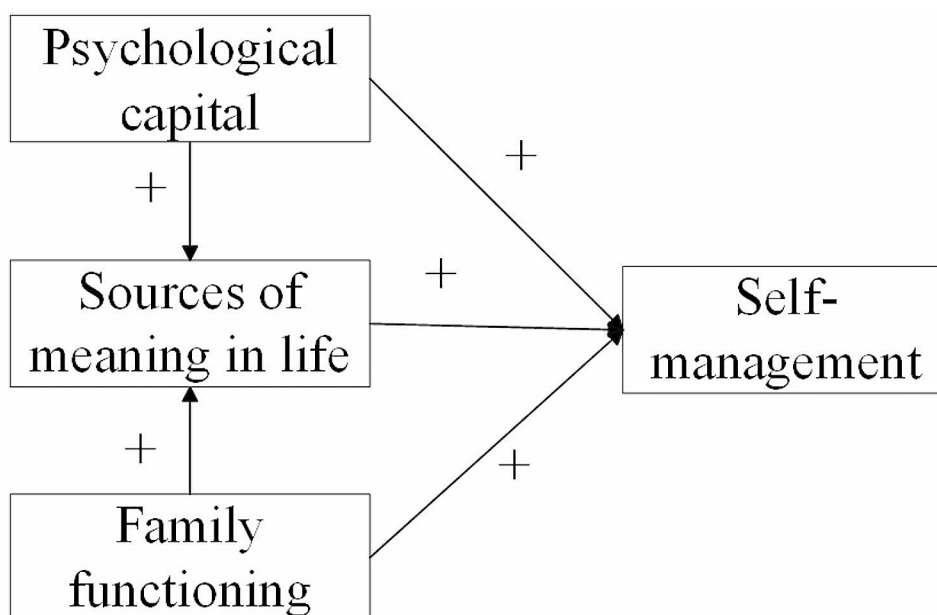 Psychological
capital
+
+
Sources of
meaning in life
+
Self-
management
+
+
Family
functioning